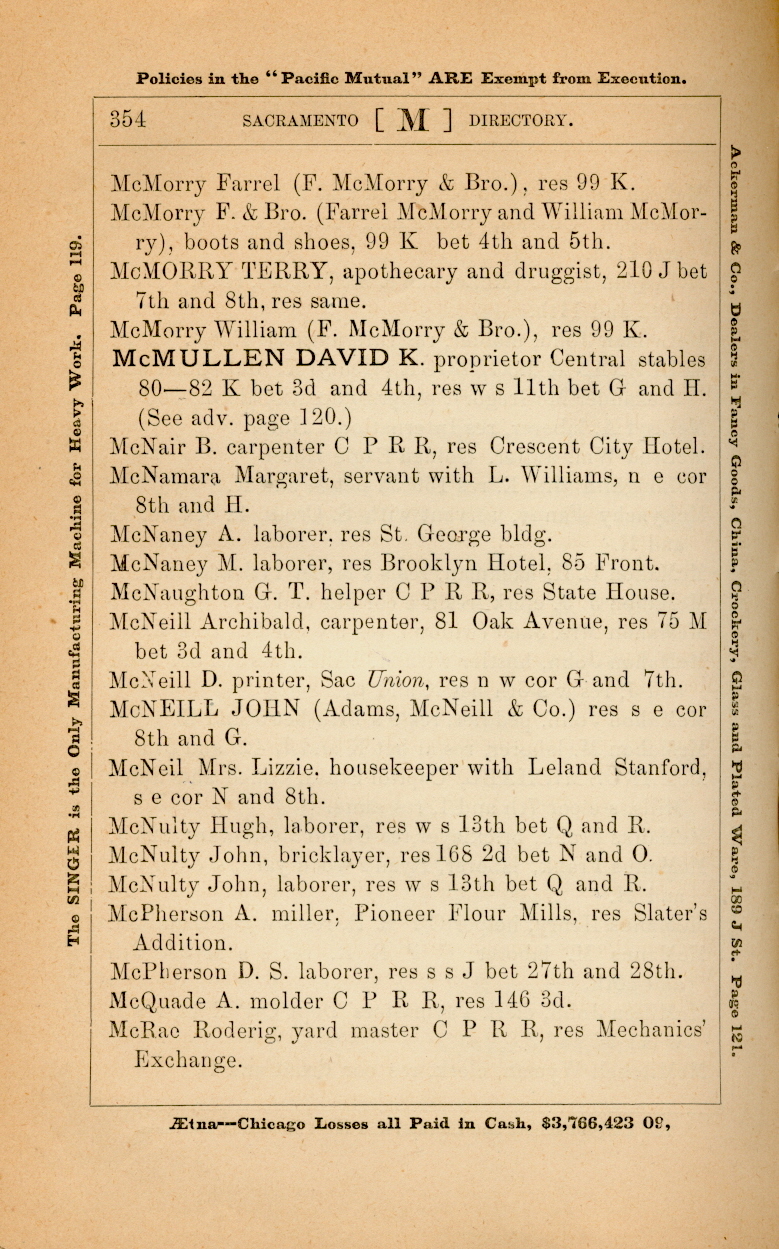 Policies in the “Pacific Mutual” ARE Exempt from Execution.
354 SACRAMENTO [ M ] DIRECTORY.
McMorry Farrel (F. McMorry & Bro.), res 99 K.
McMorry F. & Bro. (Farrel McMorry and William McMor-
ry), boots and shoes, 99 K bet 4th and 5th.
McMORRY TERRY, apothecary and druggist, 210 J bet
7th and 8th, res same.
McMorry William (F. McMorry & Bro.), res 99 K.
McMULLEN DAVID K. proprietor Central stables
80—82 K bet 3d and 4th, res w s 11th bet G and H.
(See adv. page 120.)
McNair B. carpenter C P R R, res Crescent City Hotel.
McNamara Margaret, servant with L. Williams, n e cor
8th and H.
McNaney A. laborer, res St. George bldg.
McNaney M. laborer, res Brooklyn Hotel, 85 Front.
McNaughton G. T. helper C P R R, res State House.
McNeill Archibald, carpenter, 81 Oak Avenue, res 75 M
bet 3d and 4th.
McNeill D. printer, Sac Union, res n w cor G and 7th.
McNEILL JOHN (Adams, McNeill & Co.) res s e cor
8th and G.
McNeil Mrs. Lizzie. housekeeper with Leland Stanford,
s e cor N and 8th.
McNulty Hugh, laborer, res w s 13th bet Q and R.
McNulty John, bricklayer, res 168 2d bet N and O.
McNulty John, laborer, res w s 13th bet Q and R.
McPherson A. miller, Pioneer Flour Mills, res Slater’s
Addition.
McPherson D. S. laborer, res s s J bet 27th and 28th.
McQuade A. molder C P R R, res 146 3d.
McRae Roderig, yard master C P R R, res Mechanics’
Exchange.
Ætna--Chicago Losses all Paid in Cash, $3,766,423 09,
The SINGER is the Only Manufacturing Machine for Heavy Work. Page 119.
Ackerman & Co., Dealers in Fancy Goods, China, Crockery, Glass and Plated Ware, 189 J St. Page 121.